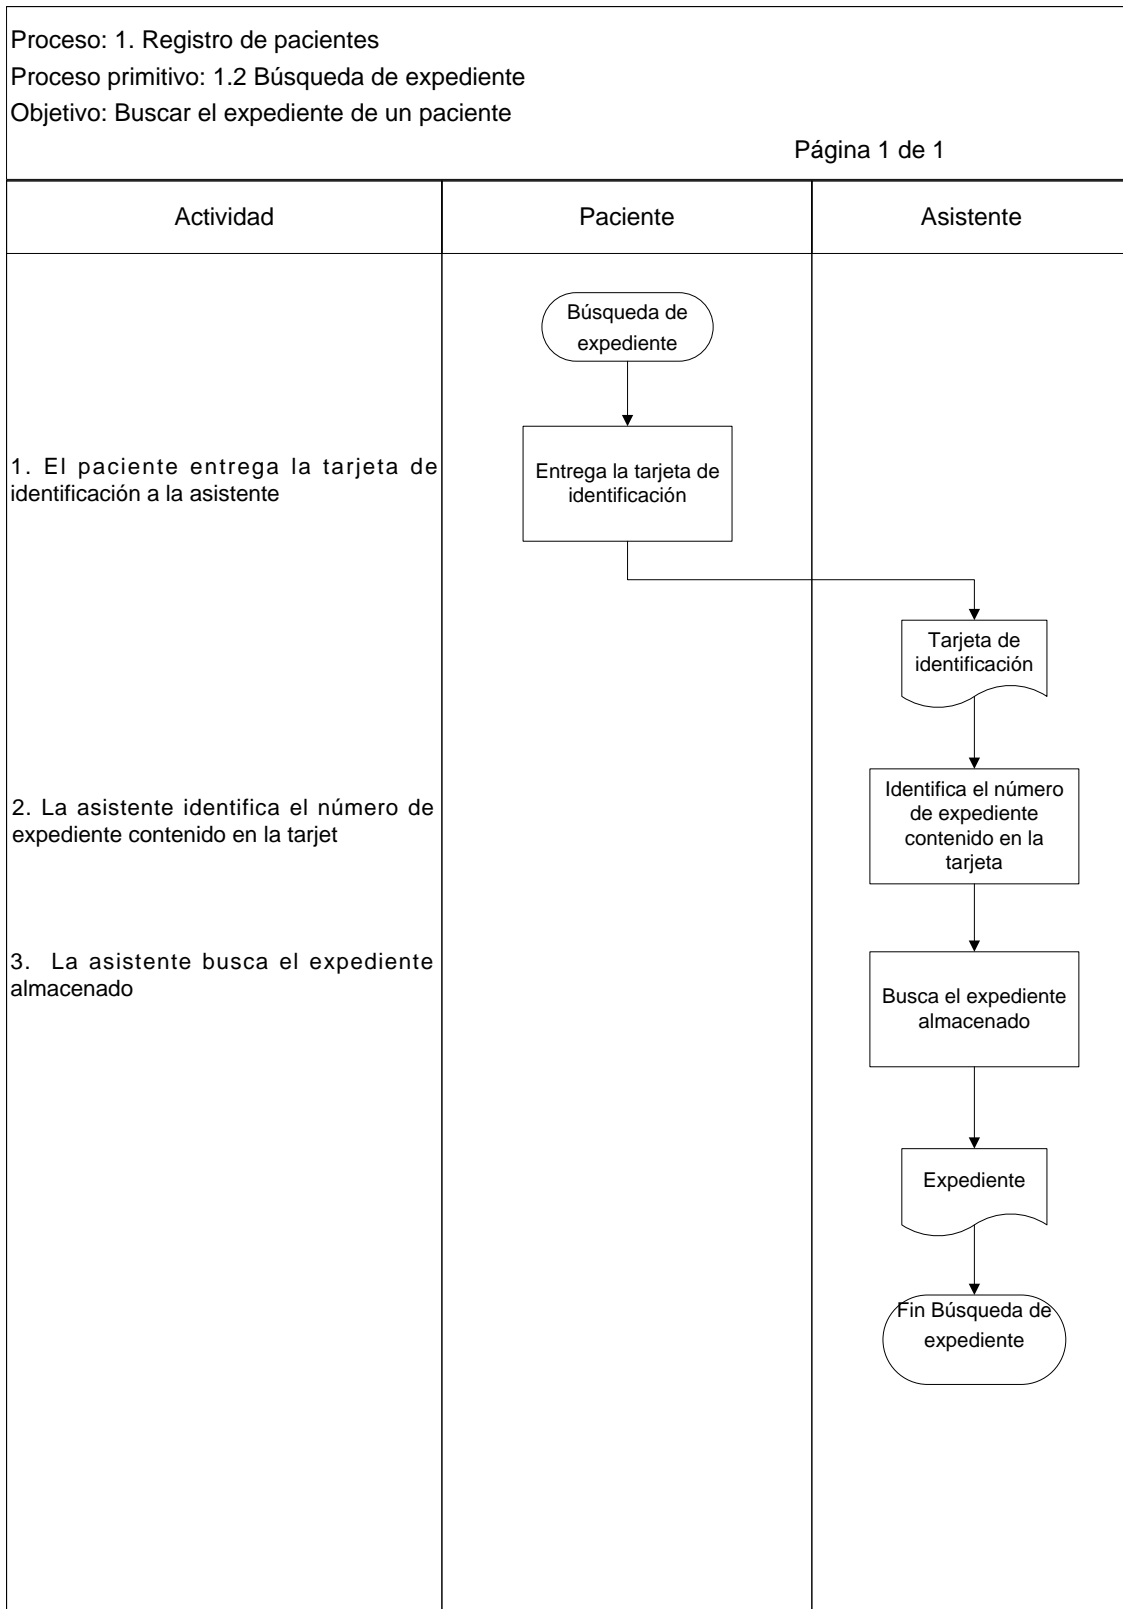 Proceso: 1. Registro de pacientes
Proceso primitivo: 1.2 Búsqueda de expediente
Objetivo: Buscar el expediente de un paciente
Página 1 de 1
Actividad
Paciente
Asistente
Búsqueda de
expediente
1. El paciente entrega la tarjeta de
identificación a la asistente
Entrega la tarjeta de
identificación
Tarjeta de
identificación
2. La asistente identifica el número de
expediente contenido en la tarjet
Identifica el número
de expediente
contenido en la
tarjeta
3. La asistente busca el expediente
almacenado
Busca el expediente
almacenado
Expediente
Fin Búsqueda de
expediente